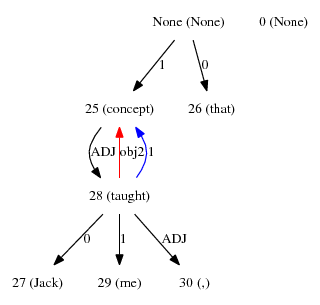 None (None) 0 (None)
1 0
25 (concept) 26 (that)
ADJ obj2 1
28 (taught)
0 1 ADJ
27 (Jack) 29 (me) 30 (,)